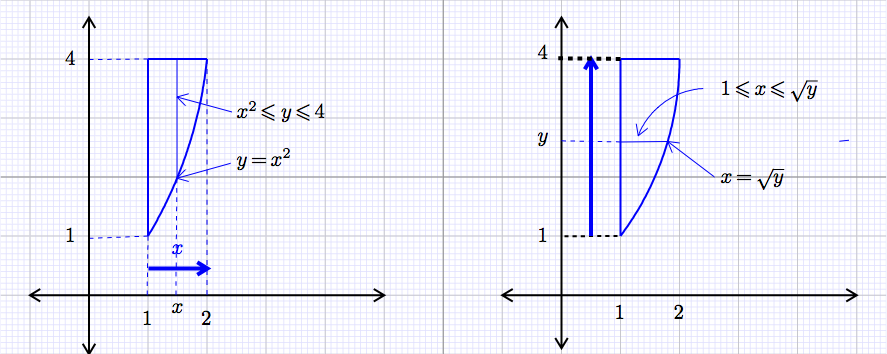 4
x² ⩽ y ⩽ 4
y = x²
1
x
1
x
2
4
1 ⩽ x ⩽ √y
y
x = √y
1
1
2